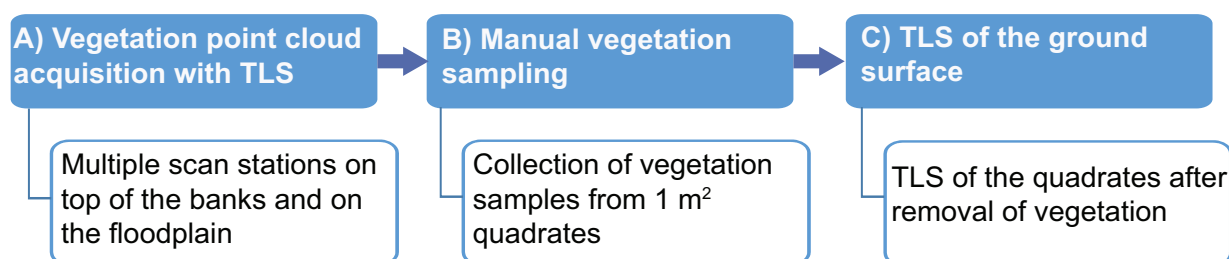 A) Vegetation point cloud
acquisition with TLS
Multiple scan stations on
top of the banks and on
the floodplain
B) Manual vegetation
sampling
Collection of vegetation
samples from 1 m²
quadrates
C) TLS of the ground
surface
TLS of the quadrates after
removal of vegetation